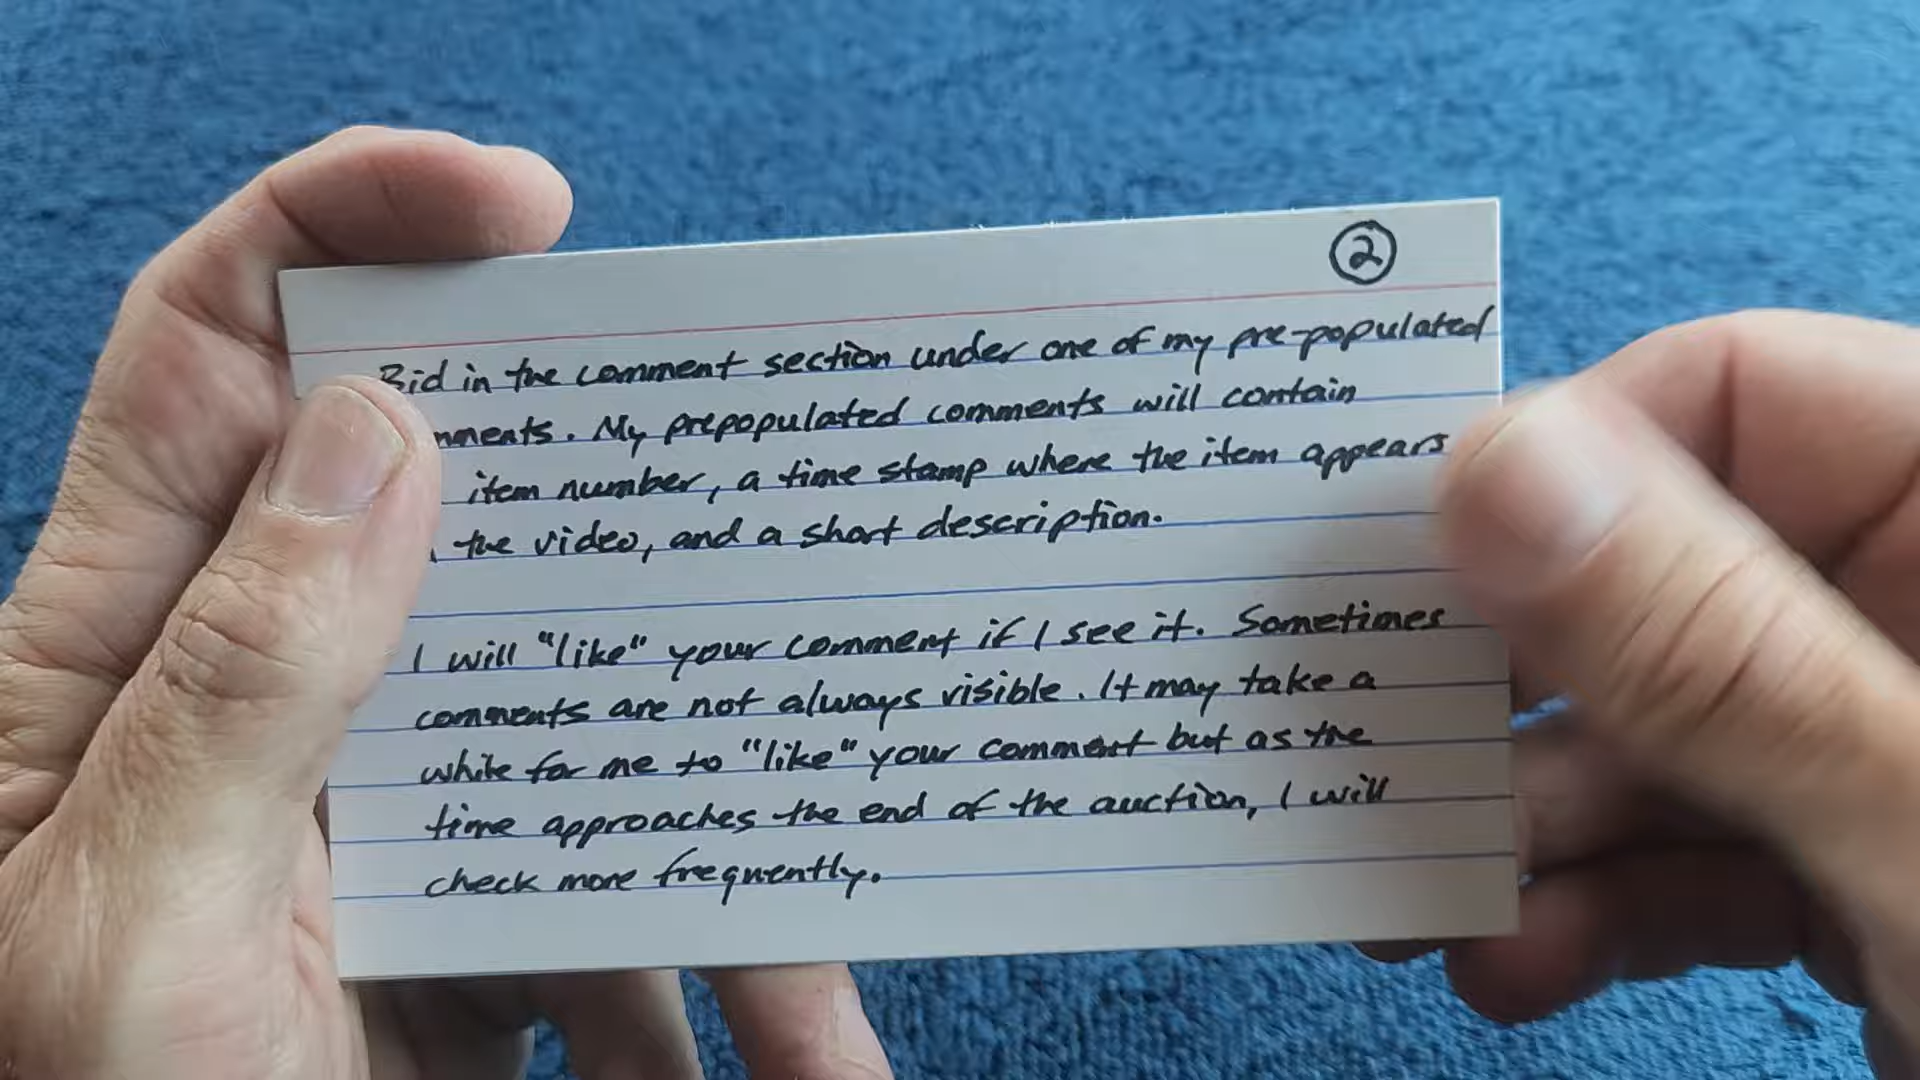 ②
Bid in the comment section under one of my pre-populated
mments. My prepopulated comments will contain
item number, a time stamp where the item appears
the video, and a short description.
I will "like" your comment if I see it. Sometimes
comments are not always visible. It may take a
while for me to "like" your comment but as the
time approaches the end of the auction, I will
check more frequently.